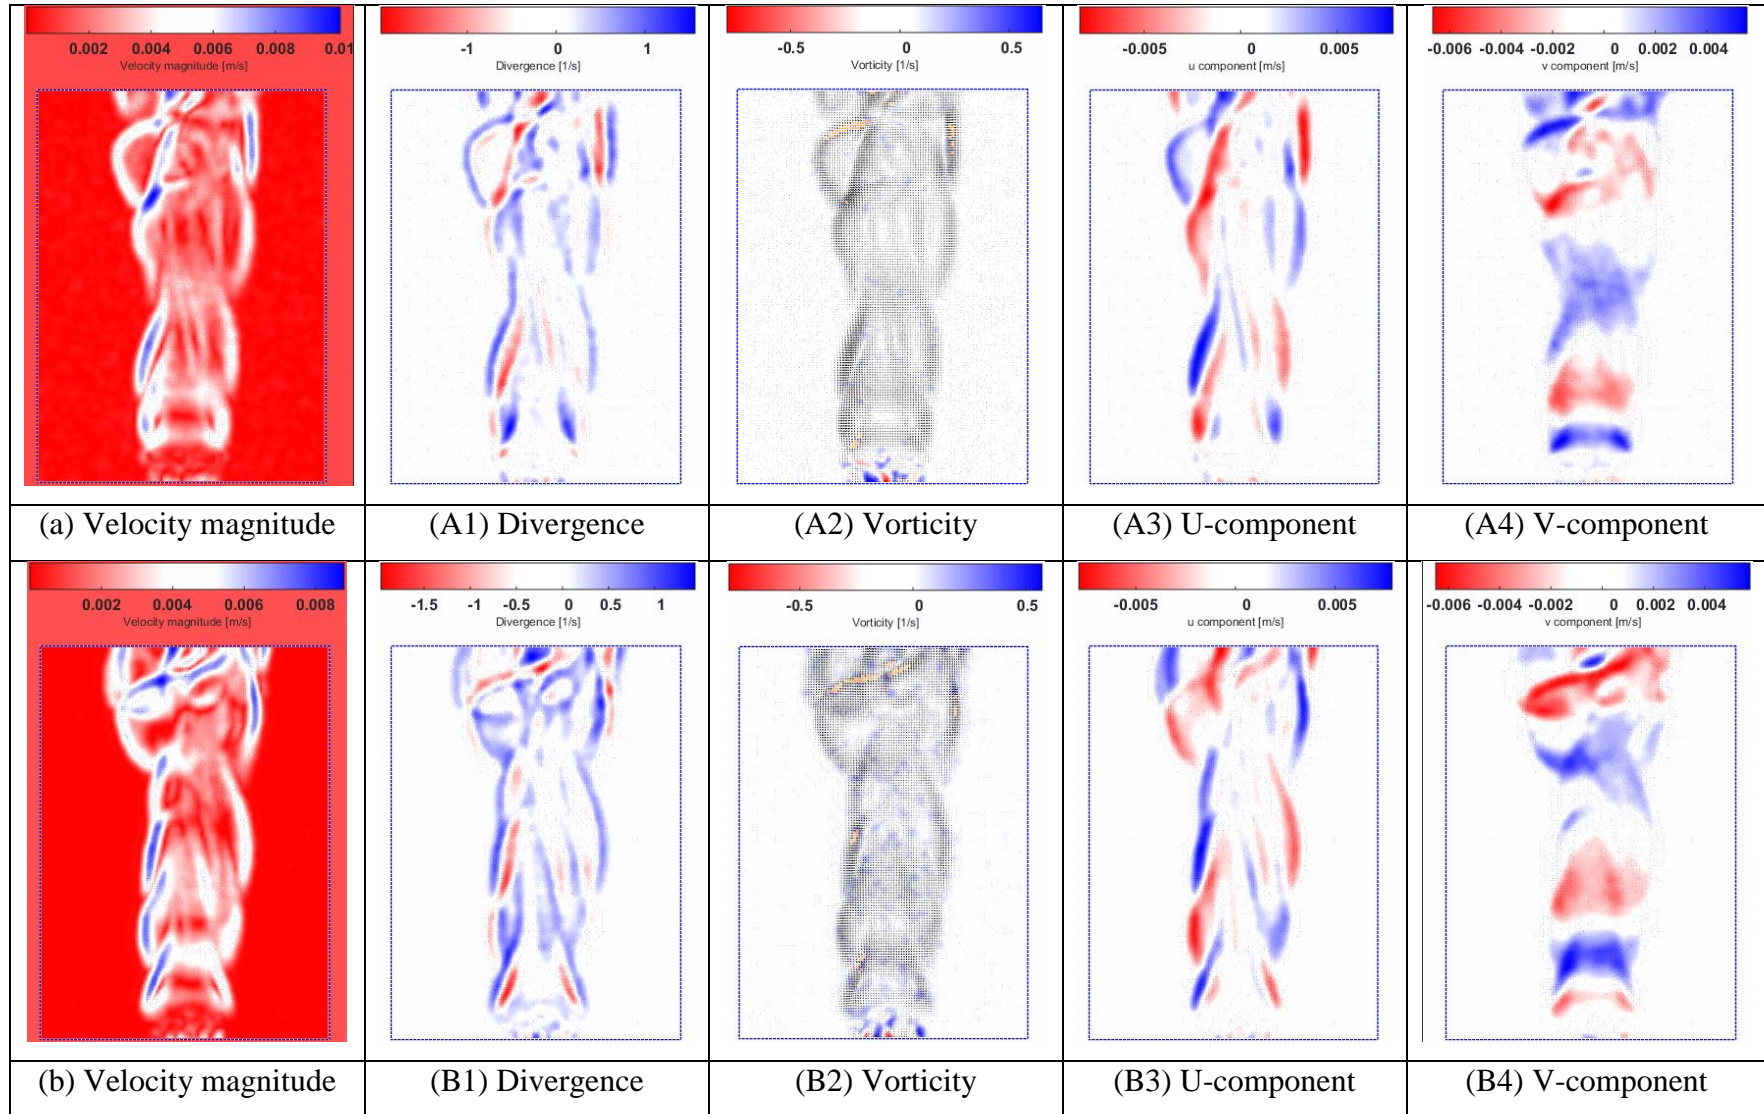 0.002 0.004 0.006 0.008 0.01
Velocity magnitude [m/s]
-1 0 1
Divergence [1/s]
-0.5 0 0.5
Vorticity [1/s]
-0.005 0 0.005
u component [m/s]
-0.006 -0.004 -0.002 0 0.002 0.004
v component [m/s]
(a) Velocity magnitude
(A1) Divergence
(A2) Vorticity
(A3) U-component
(A4) V-component
0.002 0.004 0.006 0.008
Velocity magnitude [m/s]
-1.5 -1 -0.5 0 0.5 1
Divergence [1/s]
-0.5 0 0.5
Vorticity [1/s]
-0.005 0 0.005
u component [m/s]
-0.006 -0.004 -0.002 0 0.002 0.004
v component [m/s]
(b) Velocity magnitude
(B1) Divergence
(B2) Vorticity
(B3) U-component
(B4) V-component